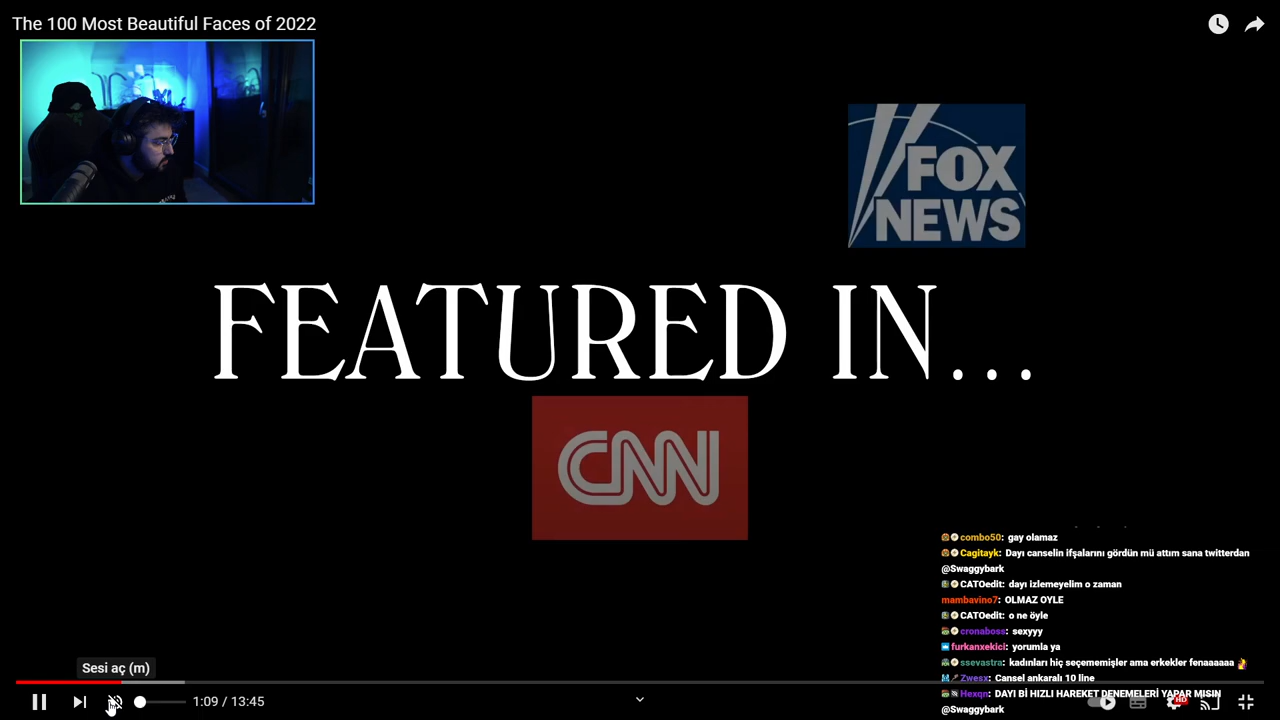 The 100 Most Beautiful Faces of 2022
FOX
NEWS
FEATURED IN...
CNN
combo50: gay olamaz
Cagitayk: Dayı canselin ifşalarını gördün mü attım sana twitterdan
@Swaggybark
CATOedit: dayı izlemeyelim o zaman
mambavino7: OLMAZ OYLE
CATOedit: o ne öyle
cronaboss: sexyyy
furkanxekici: yorumla ya
ssevastra: kadınları hiç seçememişler ama erkekler fenaaaaaa
Zwesx: Cansel ankaralı 10 line
Hexqn: DAYI Bİ HIZLI HAREKET DENEMELERİ YAPAR MISIN
@Swaggybark
Sesi aç (m)
1:09 / 13:45
HD